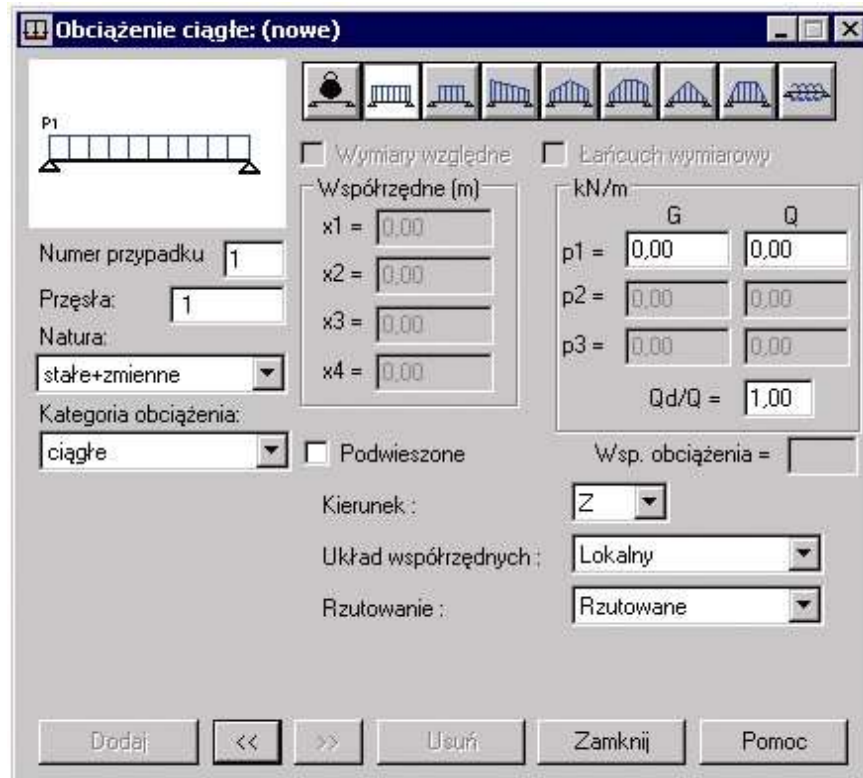 Obciążenie ciągłe: (nowe)
P1
Wymiary względne Łańcuch wymiarowy
Współrzędne (m)
x1 = 0,00
x2 = 0,00
x3 = 0,00
x4 = 0,00
kN/m
G Q
p1 = 0,00 0,00
p2 = 0,00 0,00
p3 = 0,00 0,00
Qd/Q = 1,00
Numer przypadku 1
Przęsła: 1
Natura:
stałe+zmienne
Kategoria obciążenia:
ciągłe
Podwieszone
Wsp. obciążenia =
Kierunek : Z
Układ współrzędnych : Lokalny
Rzutowanie : Rzutowane
Dodaj << >> Usuń Zamknij Pomoc